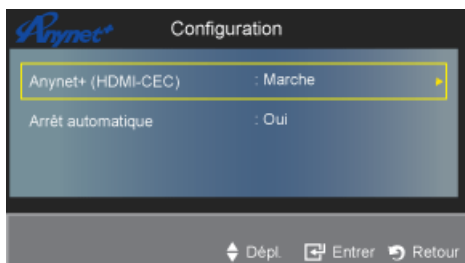 Anynet+ Configuration
Anynet+ (HDMI-CEC) : Marche
Arrêt automatique : Oui
Dépl. Entrer Retour